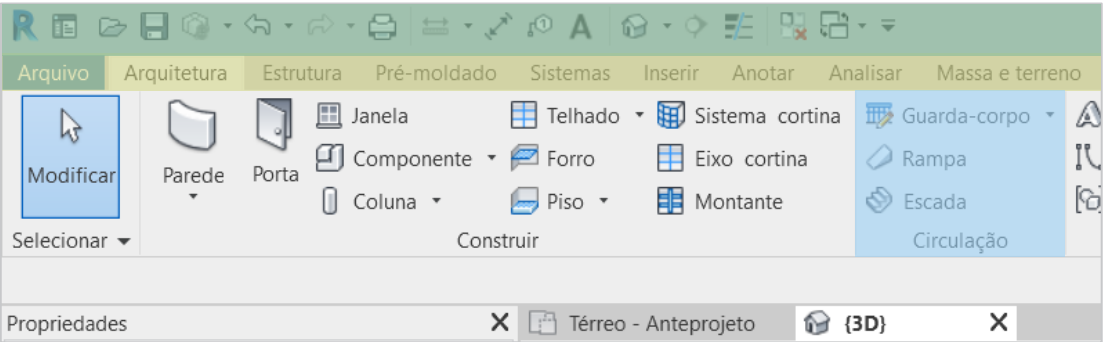 Arquivo Arquitetura Estrutura Pré-moldado Sistemas Inserir Anotar Analisar Massa e terreno
Modificar
Parede
Porta
Janela
Componente
Coluna
Telhado
Forro
Piso
Sistema cortina
Eixo cortina
Montante
Guarda-corpo
Rampa
Escada
Selecionar Construir Circulação
Propriedades Térreo - Anteprojeto {3D}